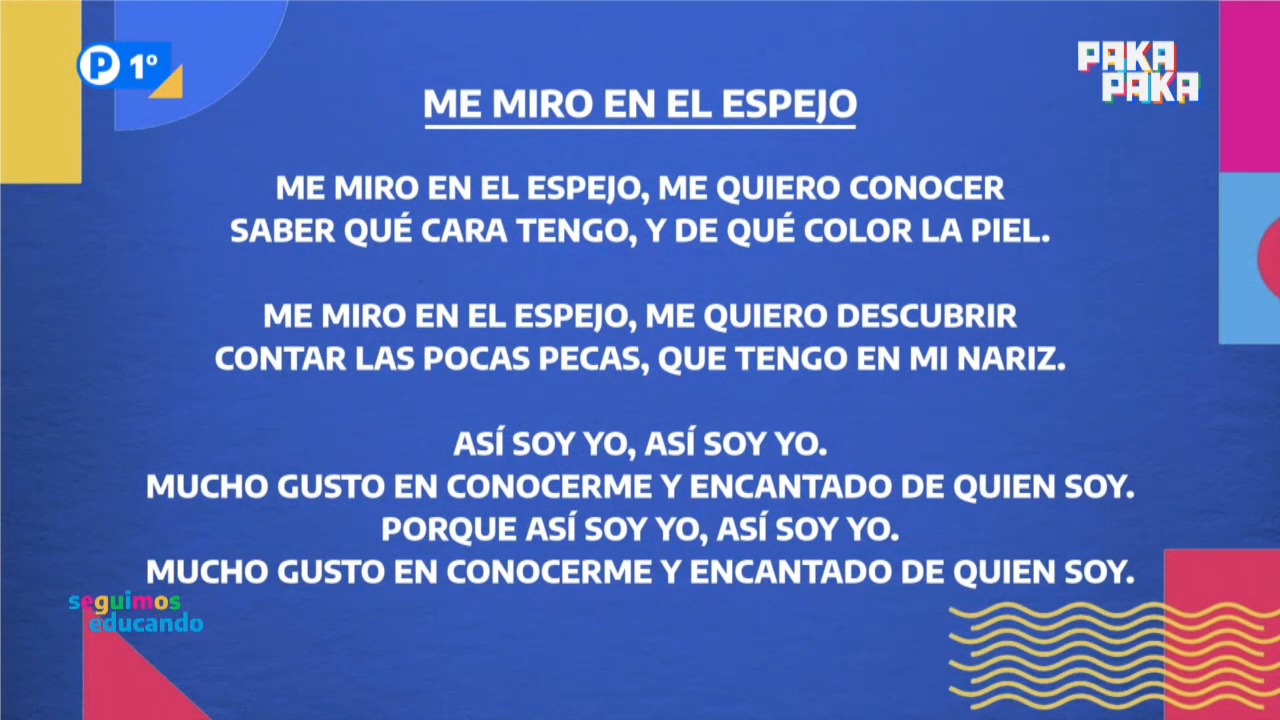 P 1º
PAKA
PAKA
ME MIRO EN EL ESPEJO
ME MIRO EN EL ESPEJO, ME QUIERO CONOCER
SABER QUÉ CARA TENGO, Y DE QUÉ COLOR LA PIEL.
ME MIRO EN EL ESPEJO, ME QUIERO DESCUBRIR
CONTAR LAS POCAS PECAS, QUE TENGO EN MI NARIZ.
ASÍ SOY YO, ASÍ SOY YO.
MUCHO GUSTO EN CONOCERME Y ENCANTADO DE QUIEN SOY.
PORQUE ASÍ SOY YO, ASÍ SOY YO.
MUCHO GUSTO EN CONOCERME Y ENCANTADO DE QUIEN SOY.
seguimos
educando